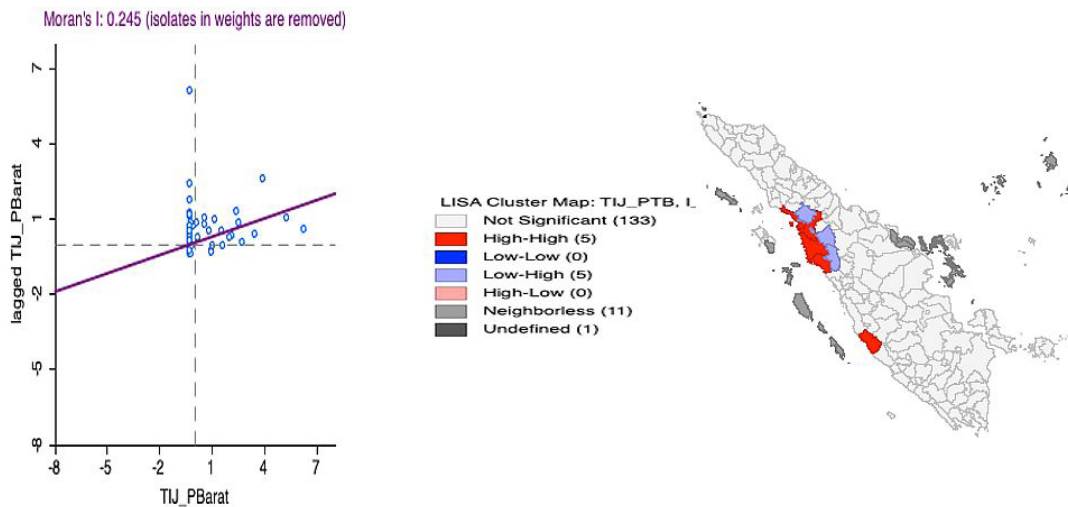 Moran's I: 0.245 (isolates in weights are removed)
lagged TIJ_PBarat
7
4
1
-2
-5
-8
-8
-5
-2
1
4
7
TIJ_PBarat
LISA Cluster Map: TIJ_PTB, I_
Not Significant (133)
High-High (5)
Low-Low (0)
Low-High (5)
High-Low (0)
Neighborless (11)
Undefined (1)